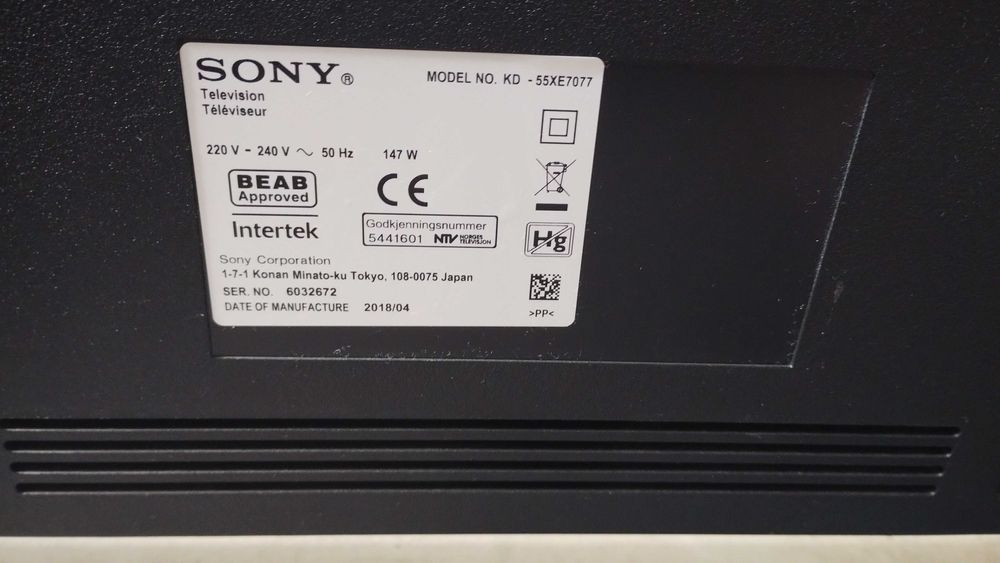 SONY®
MODEL NO. KD - 55XE7077
Television
Téléviseur
220 V - 240 V ~ 50 Hz 147 W
BEAB
Approved
Intertek
CE
Godkjenningsnummer
5441601 NTV NORGES TELEVISJON
Hg
Sony Corporation
1-7-1 Konan Minato-ku Tokyo, 108-0075 Japan
SER. NO. 6032672
DATE OF MANUFACTURE 2018/04
>PP<